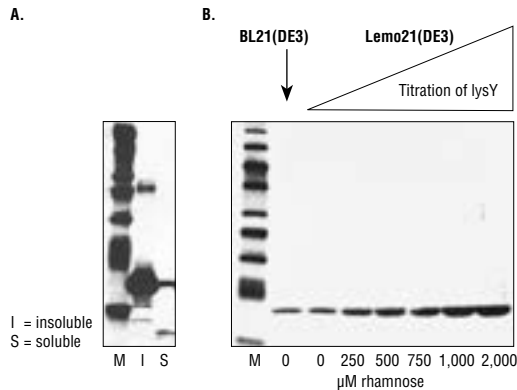 A.
I = insoluble
S = soluble
M I S
B.
BL21(DE3)
Lemo21(DE3)
Titration of lysY
M 0 0 250 500 750 1,000 2,000
µM rhamnose